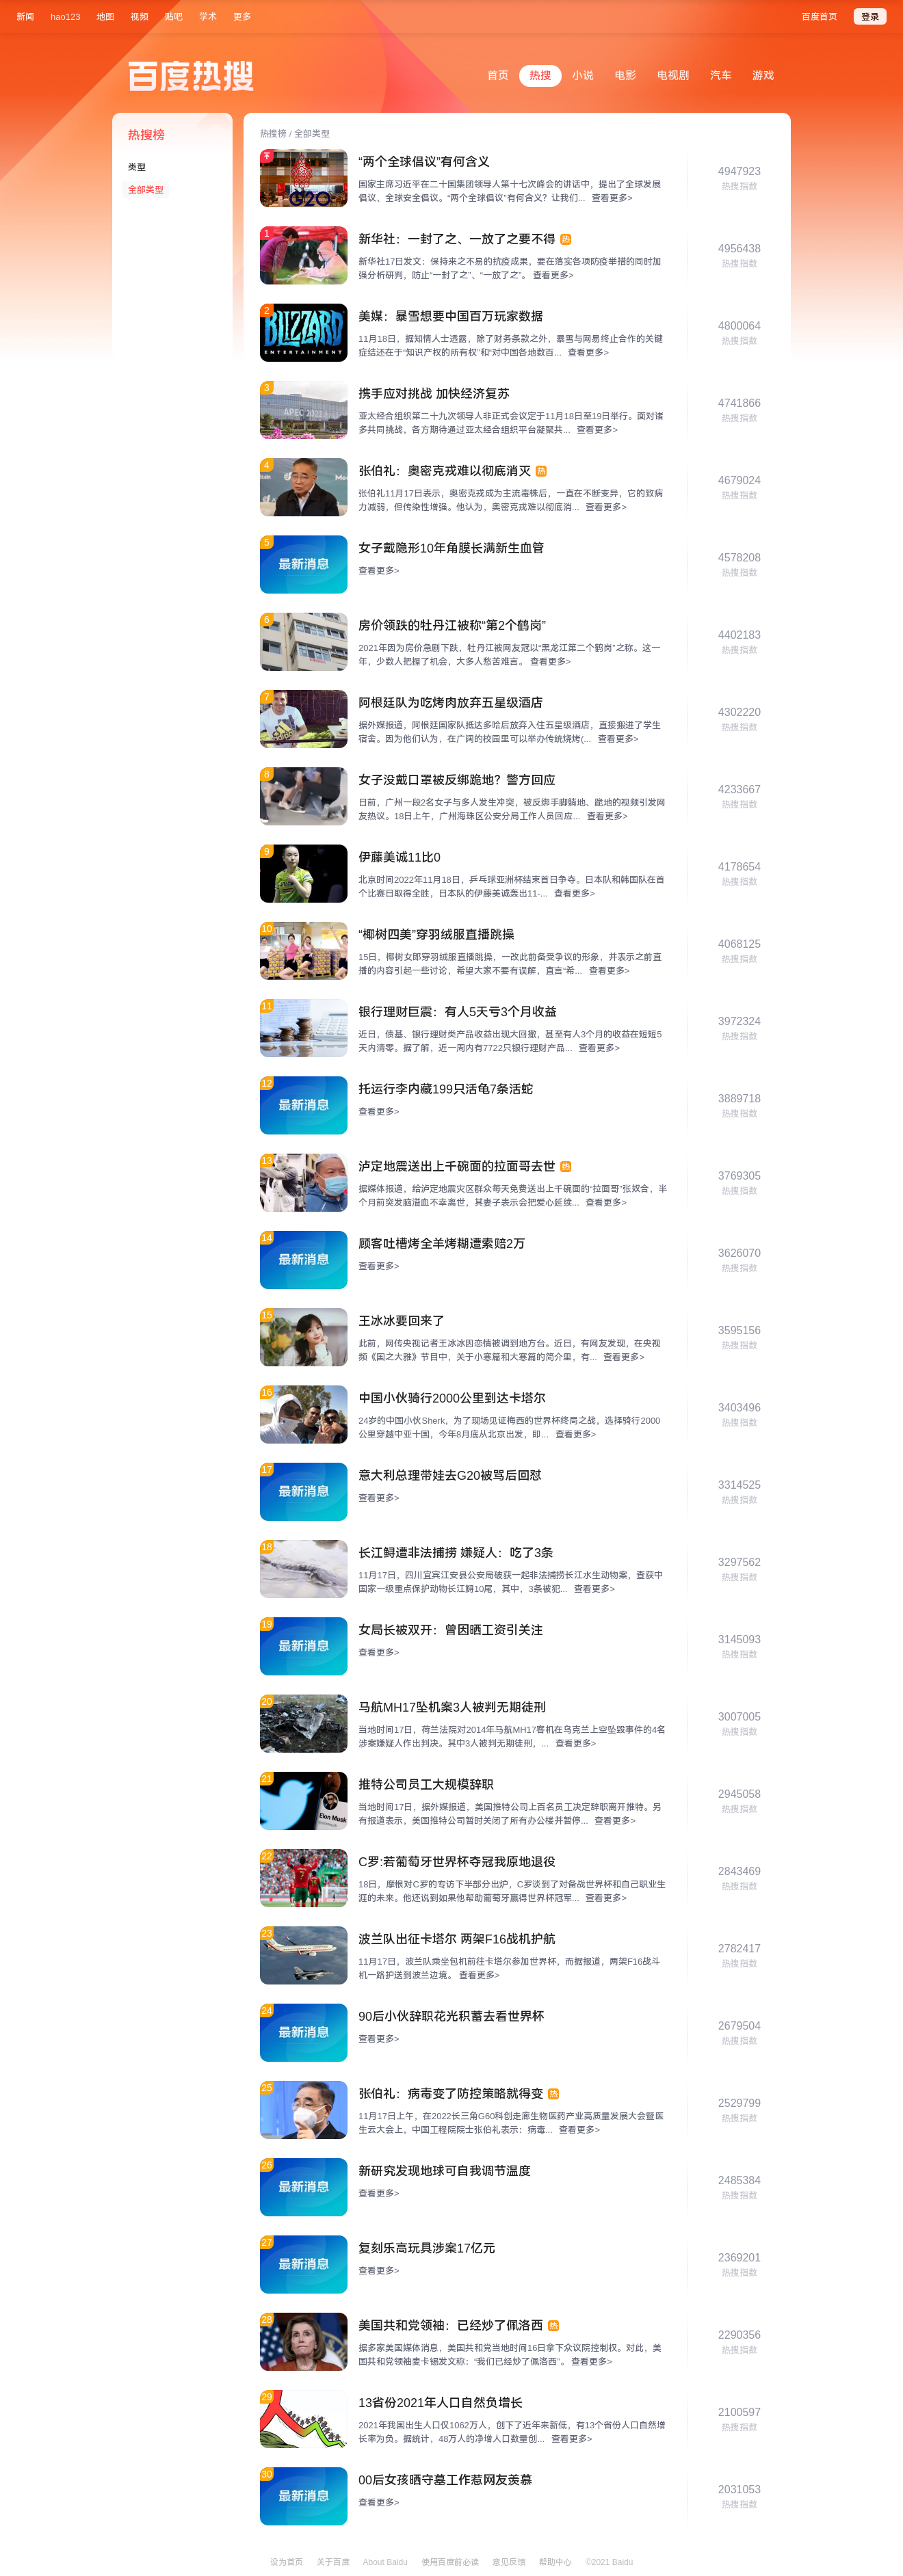 新闻 hao123 地图 视频 贴吧 学术 更多 百度首页 登录
百度热搜
首页 热搜 小说 电影 电视剧 汽车 游戏
热搜榜
类型
全部类型
热搜榜 / 全部类型
G20
“两个全球倡议”有何含义
国家主席习近平在二十国集团领导人第十七次峰会的讲话中，提出了全球发展
倡议、全球安全倡议。“两个全球倡议”有何含义？让我们... 查看更多>
4947923
热搜指数
1
新华社：一封了之、一放了之要不得 热
新华社17日发文：保持来之不易的抗疫成果，要在落实各项防疫举措的同时加
强分析研判，防止“一封了之”、“一放了之”。 查看更多>
4956438
热搜指数
2
BLIZZARD
ENTERTAINMENT
美媒：暴雪想要中国百万玩家数据
11月18日，据知情人士透露，除了财务条款之外，暴雪与网易终止合作的关键
症结还在于“知识产权的所有权”和“对中国各地数百... 查看更多>
4800064
热搜指数
3
APEC 2022
携手应对挑战 加快经济复苏
亚太经合组织第二十九次领导人非正式会议定于11月18日至19日举行。面对诸
多共同挑战，各方期待通过亚太经合组织平台凝聚共... 查看更多>
4741866
热搜指数
4
张伯礼：奥密克戎难以彻底消灭 热
张伯礼11月17日表示，奥密克戎成为主流毒株后，一直在不断变异，它的致病
力减弱，但传染性增强。他认为，奥密克戎难以彻底消... 查看更多>
4679024
热搜指数
5
最新消息
女子戴隐形10年角膜长满新生血管
查看更多>
4578208
热搜指数
6
房价领跌的牡丹江被称“第2个鹤岗”
2021年因为房价急剧下跌，牡丹江被网友冠以“黑龙江第二个鹤岗”之称。这一
年，少数人把握了机会，大多人愁苦难言。 查看更多>
4402183
热搜指数
7
阿根廷队为吃烤肉放弃五星级酒店
据外媒报道，阿根廷国家队抵达多哈后放弃入住五星级酒店，直接搬进了学生
宿舍。因为他们认为，在广阔的校园里可以举办传统烧烤(... 查看更多>
4302220
热搜指数
8
女子没戴口罩被反绑跪地？警方回应
日前，广州一段2名女子与多人发生冲突，被反绑手脚躺地、跪地的视频引发网
友热议。18日上午，广州海珠区公安分局工作人员回应... 查看更多>
4233667
热搜指数
9
伊藤美诚11比0
北京时间2022年11月18日，乒乓球亚洲杯结束首日争夺。日本队和韩国队在首
个比赛日取得全胜，日本队的伊藤美诚轰出11-... 查看更多>
4178654
热搜指数
10
“椰树四美”穿羽绒服直播跳操
15日，椰树女郎穿羽绒服直播跳操，一改此前备受争议的形象，并表示之前直
播的内容引起一些讨论，希望大家不要有误解，直言“希... 查看更多>
4068125
热搜指数
11
银行理财巨震：有人5天亏3个月收益
近日，债基、银行理财类产品收益出现大回撤，甚至有人3个月的收益在短短5
天内清零。据了解，近一周内有7722只银行理财产品... 查看更多>
3972324
热搜指数
12
最新消息
托运行李内藏199只活龟7条活蛇
查看更多>
3889718
热搜指数
13
泸定地震送出上千碗面的拉面哥去世 热
据媒体报道，给泸定地震灾区群众每天免费送出上千碗面的“拉面哥”张奴合，半
个月前突发脑溢血不幸离世，其妻子表示会把爱心延续... 查看更多>
3769305
热搜指数
14
最新消息
顾客吐槽烤全羊烤糊遭索赔2万
查看更多>
3626070
热搜指数
15
王冰冰要回来了
此前，网传央视记者王冰冰因恋情被调到地方台。近日，有网友发现，在央视
频《国之大雅》节目中，关于小寒篇和大寒篇的简介里，有... 查看更多>
3595156
热搜指数
16
中国小伙骑行2000公里到达卡塔尔
24岁的中国小伙Sherk，为了现场见证梅西的世界杯终局之战，选择骑行2000
公里穿越中亚十国，今年8月底从北京出发，即... 查看更多>
3403496
热搜指数
17
最新消息
意大利总理带娃去G20被骂后回怼
查看更多>
3314525
热搜指数
18
长江鲟遭非法捕捞 嫌疑人：吃了3条
11月17日，四川宜宾江安县公安局破获一起非法捕捞长江水生动物案，查获中
国家一级重点保护动物长江鲟10尾，其中，3条被犯... 查看更多>
3297562
热搜指数
19
最新消息
女局长被双开：曾因晒工资引关注
查看更多>
3145093
热搜指数
20
马航MH17坠机案3人被判无期徒刑
当地时间17日，荷兰法院对2014年马航MH17客机在乌克兰上空坠毁事件的4名
涉案嫌疑人作出判决。其中3人被判无期徒刑，... 查看更多>
3007005
热搜指数
21
Elon Musk
推特公司员工大规模辞职
当地时间17日，据外媒报道，美国推特公司上百名员工决定辞职离开推特。另
有报道表示，美国推特公司暂时关闭了所有办公楼并暂停... 查看更多>
2945058
热搜指数
22
C罗:若葡萄牙世界杯夺冠我原地退役
18日，摩根对C罗的专访下半部分出炉，C罗谈到了对备战世界杯和自己职业生
涯的未来。他还说到如果他帮助葡萄牙赢得世界杯冠军... 查看更多>
2843469
热搜指数
23
波兰队出征卡塔尔 两架F16战机护航
11月17日，波兰队乘坐包机前往卡塔尔参加世界杯，而据报道，两架F16战斗
机一路护送到波兰边境。 查看更多>
2782417
热搜指数
24
最新消息
90后小伙辞职花光积蓄去看世界杯
查看更多>
2679504
热搜指数
25
张伯礼：病毒变了防控策略就得变 热
11月17日上午，在2022长三角G60科创走廊生物医药产业高质量发展大会暨医
生云大会上，中国工程院院士张伯礼表示：病毒... 查看更多>
2529799
热搜指数
26
最新消息
新研究发现地球可自我调节温度
查看更多>
2485384
热搜指数
27
最新消息
复刻乐高玩具涉案17亿元
查看更多>
2369201
热搜指数
28
美国共和党领袖：已经炒了佩洛西 热
据多家美国媒体消息，美国共和党当地时间16日拿下众议院控制权。对此，美
国共和党领袖麦卡锡发文称：“我们已经炒了佩洛西”。 查看更多>
2290356
热搜指数
29
13省份2021年人口自然负增长
2021年我国出生人口仅1062万人，创下了近年来新低，有13个省份人口自然增
长率为负。据统计，48万人的净增人口数量创... 查看更多>
2100597
热搜指数
30
最新消息
00后女孩晒守墓工作惹网友羡慕
查看更多>
2031053
热搜指数
设为首页 关于百度 About Baidu 使用百度前必读 意见反馈 帮助中心 ©2021 Baidu